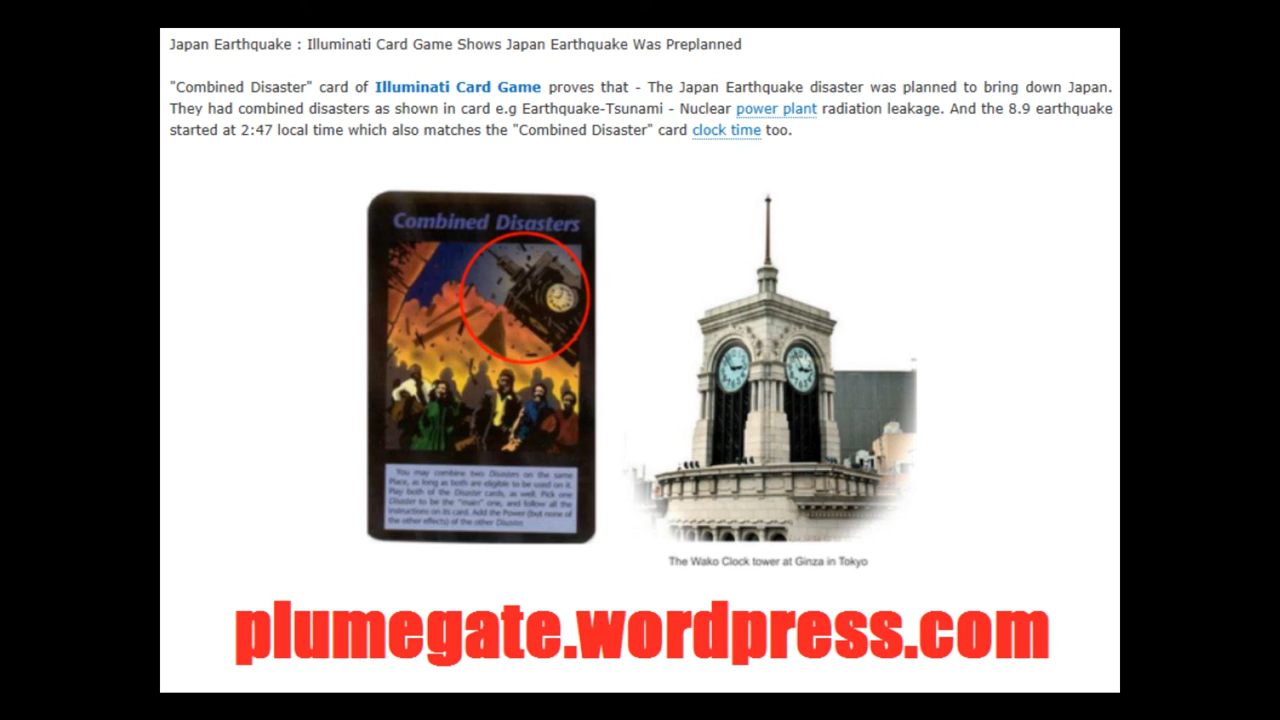 Japan Earthquake : Illuminati Card Game Shows Japan Earthquake Was Preplanned
"Combined Disaster" card of Illuminati Card Game proves that - The Japan Earthquake disaster was planned to bring down Japan.
They had combined disasters as shown in card e.g Earthquake-Tsunami - Nuclear power plant radiation leakage. And the 8.9 earthquake
started at 2:47 local time which also matches the "Combined Disaster" card clock time too.
Combined Disasters
You may combine two Disasters on the same
Place, as long as both are eligible to be used on it.
Play both of the Disaster cards, as well. Pick one
Disaster to be the "main" one, and follow all the
instructions on its card. Add the Power (but none of
the other effects) of the other Disaster.
The Wako Clock tower at Ginza in Tokyo
plumegate.wordpress.com